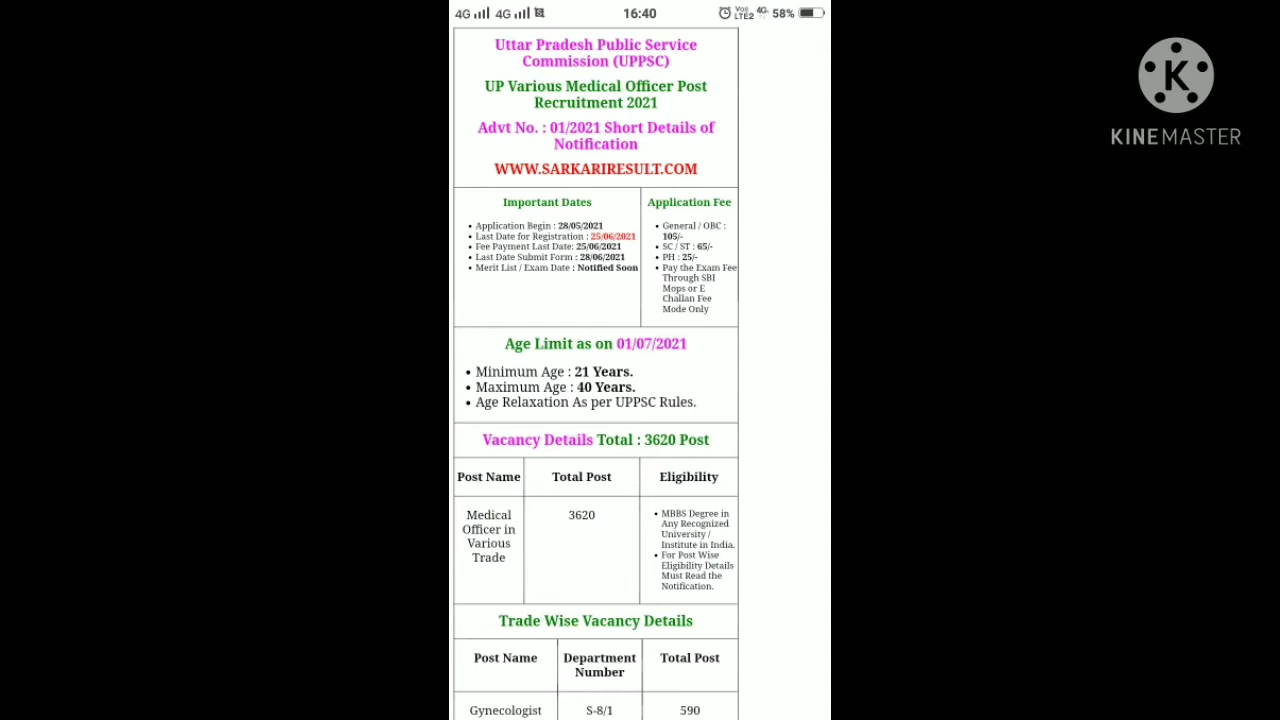 4G 4G 16:40 Vo) LTE2 4G 58%
K
KINEMASTER
Uttar Pradesh Public Service
Commission (UPPSC)
UP Various Medical Officer Post
Recruitment 2021
Advt No. : 01/2021 Short Details of
Notification
WWW.SARKARIRESULT.COM
Important Dates
• Application Begin : 28/05/2021
• Last Date for Registration : 25/06/2021
• Fee Payment Last Date: 25/06/2021
• Last Date Submit Form : 28/06/2021
• Merit List / Exam Date : Notified Soon
Application Fee
• General / OBC :
105/-
• SC / ST : 65/-
• PH : 25/-
• Pay the Exam Fee
Through SBI
Mops or E
Challan Fee
Mode Only
Age Limit as on 01/07/2021
• Minimum Age : 21 Years.
• Maximum Age : 40 Years.
• Age Relaxation As per UPPSC Rules.
Vacancy Details Total : 3620 Post
Post Name Total Post Eligibility
Medical
Officer in
Various
Trade
3620
• MBBS Degree in
Any Recognized
University /
Institute in India.
• For Post Wise
Eligibility Details
Must Read the
Notification.
Trade Wise Vacancy Details
Post Name
Department
Number
Total Post
Gynecologist S-8/1 590